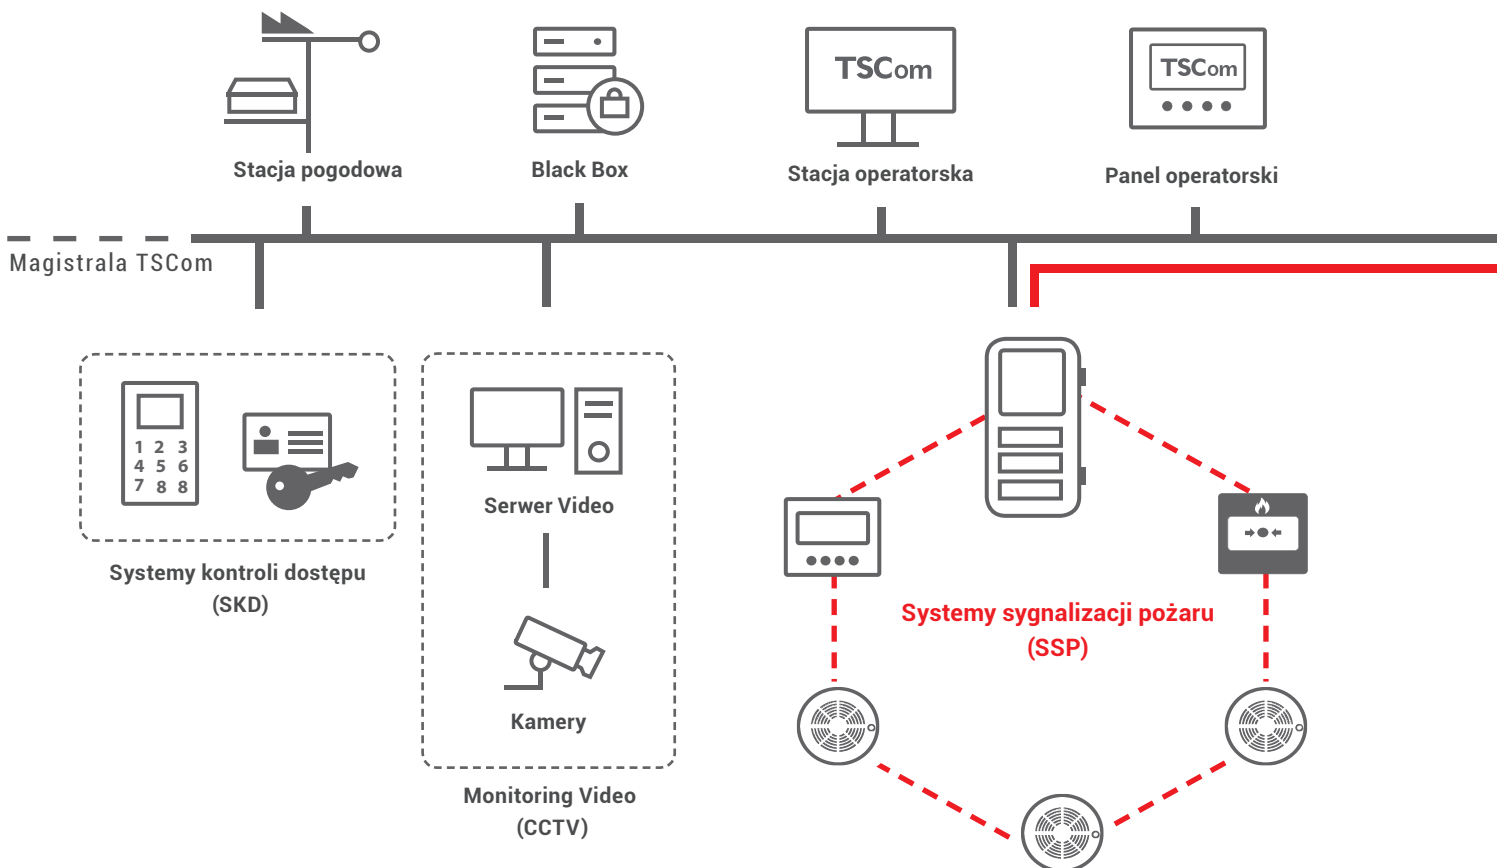 TSCom
TSCom
Stacja pogodowa
Black Box
Stacja operatorska
Panel operatorski
Magistrala TSCom
1 2 3
4 5 6
7 8 8
Serwer Video
Systemy kontroli dostępu
(SKD)
Systemy sygnalizacji pożaru
(SSP)
Kamery
Monitoring Video
(CCTV)